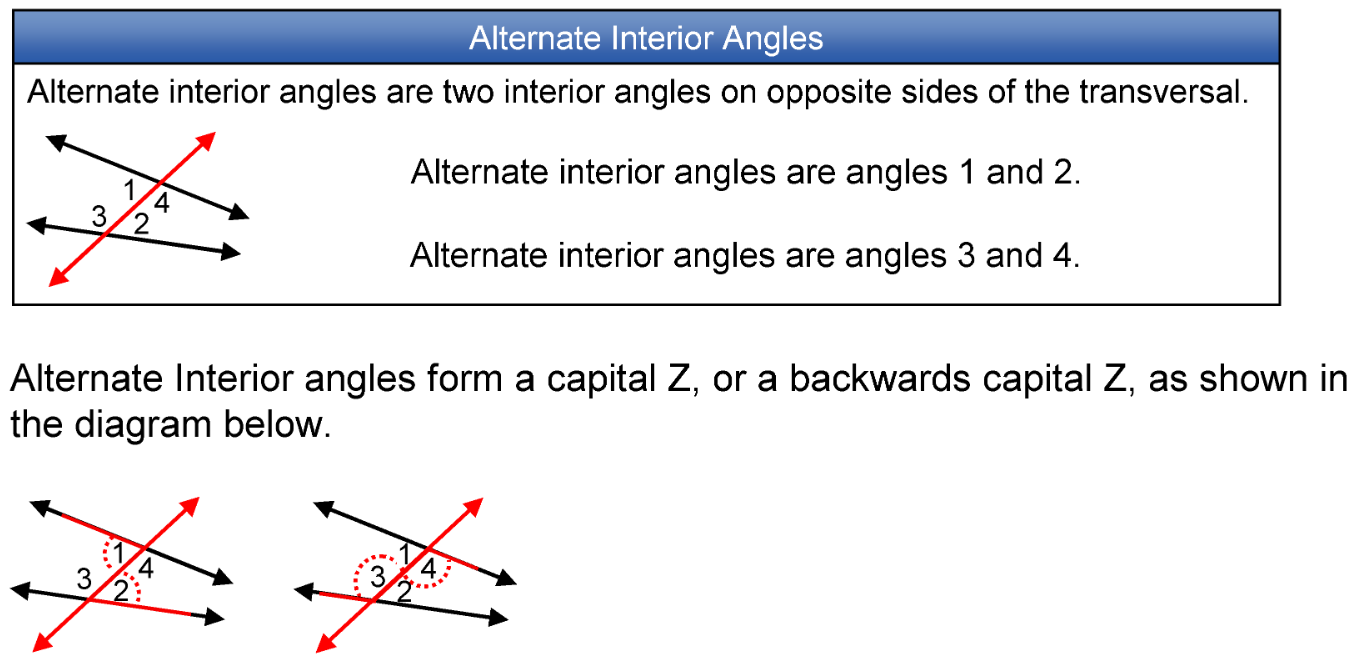 Alternate Interior Angles
Alternate interior angles are two interior angles on opposite sides of the transversal.
1
4
3
2
Alternate interior angles are angles 1 and 2.
Alternate interior angles are angles 3 and 4.
Alternate Interior angles form a capital Z, or a backwards capital Z, as shown in
the diagram below.
1
4
3
2
1
4
3
2